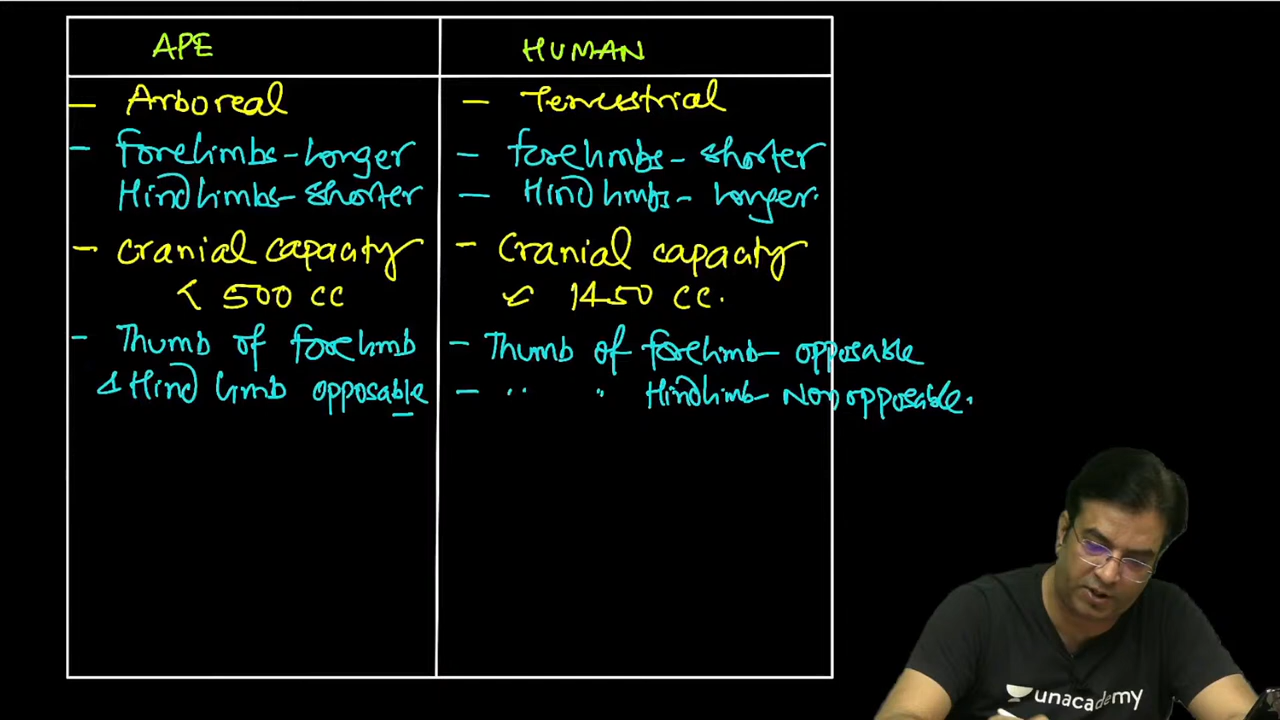 APE
HUMAN
- Arboreal
- Terrestrial
- Forelimbs - Longer
- forelimbs - shorter
Hind limbs - shorter
- Hind limbs - Longer.
- Cranial capacity
- Cranial capacity
< 500 CC
1450 CC.
- Thumb of forelimb
- Thumb of forelimb - opposable
& Hind limb opposable
- " " Hindlimb - Non opposable.
unacademy